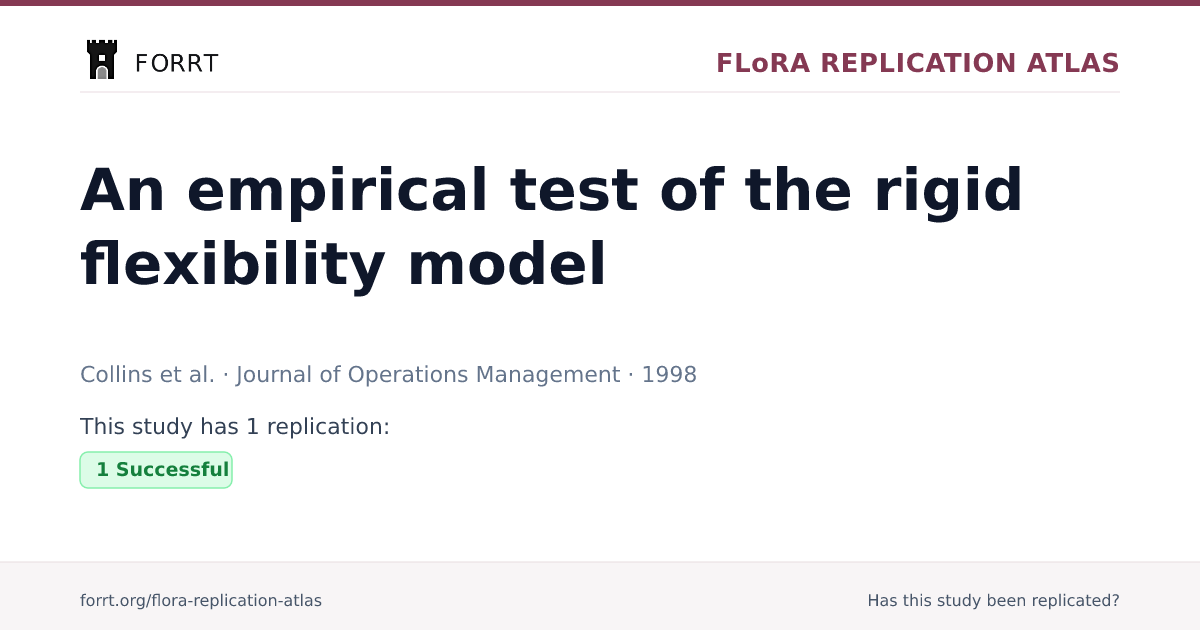 FORRT
FLoRA REPLICATION ATLAS
An empirical test of the rigid
flexibility model
Collins et al. · Journal of Operations Management · 1998
This study has 1 replication:
1 Successful
forrt.org/flora-replication-atlas
Has this study been replicated?